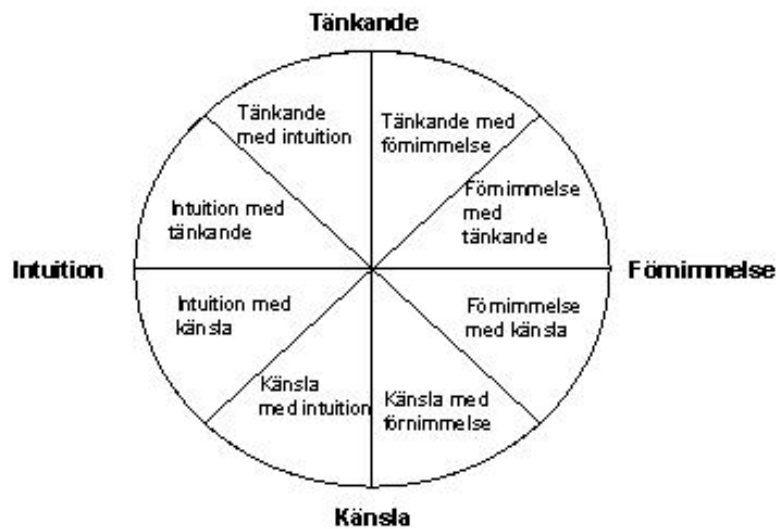 Tänkande
Tänkande
med intuition
Tänkande med
förnimmelse
Intuition med
tänkande
Förnimmelse
med
tänkande
Intuition
Förnimmelse
Intuition med
känsla
Förnimmelse
med känsla
Känsla
med intuition
Känsla med
förnimmelse
Känsla